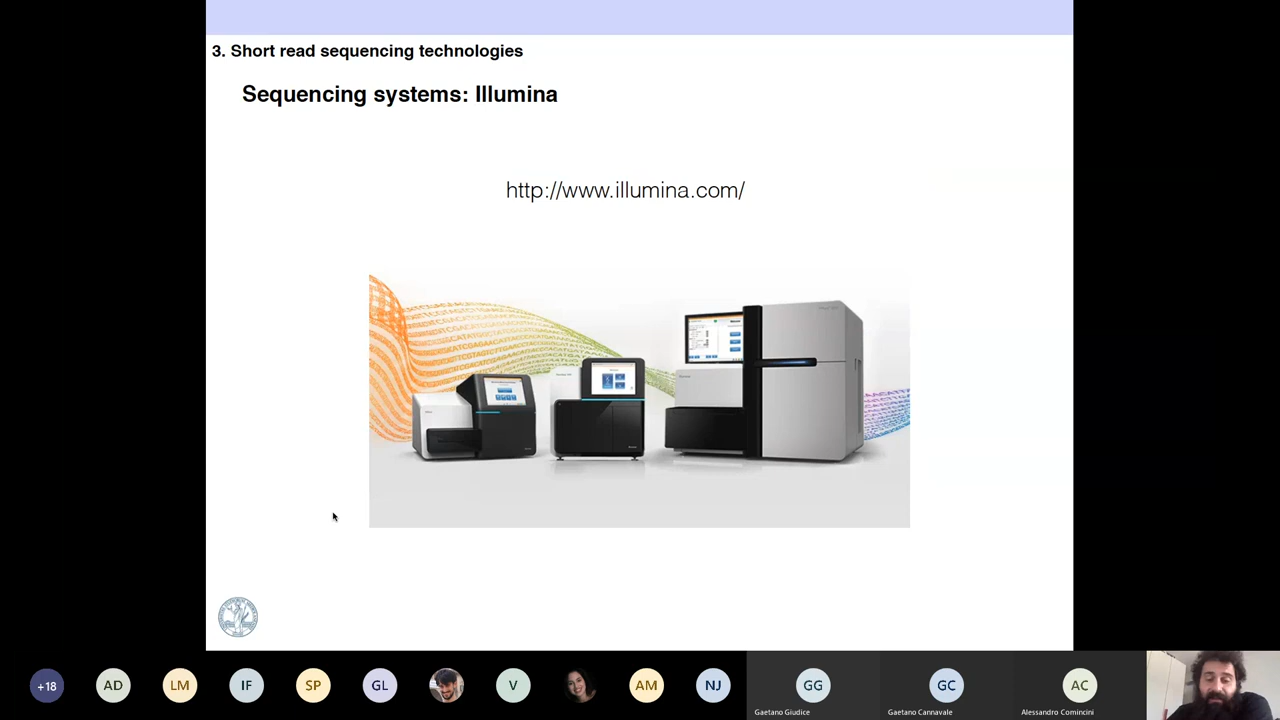 3. Short read sequencing technologies
Sequencing systems: Illumina
http://www.illumina.com/
+18
AD
LM
IF
SP
GL
V
AM
NJ
GG
GC
AC
Gaetano Giudice
Gaetano Cannavale
Alessandro Comincini